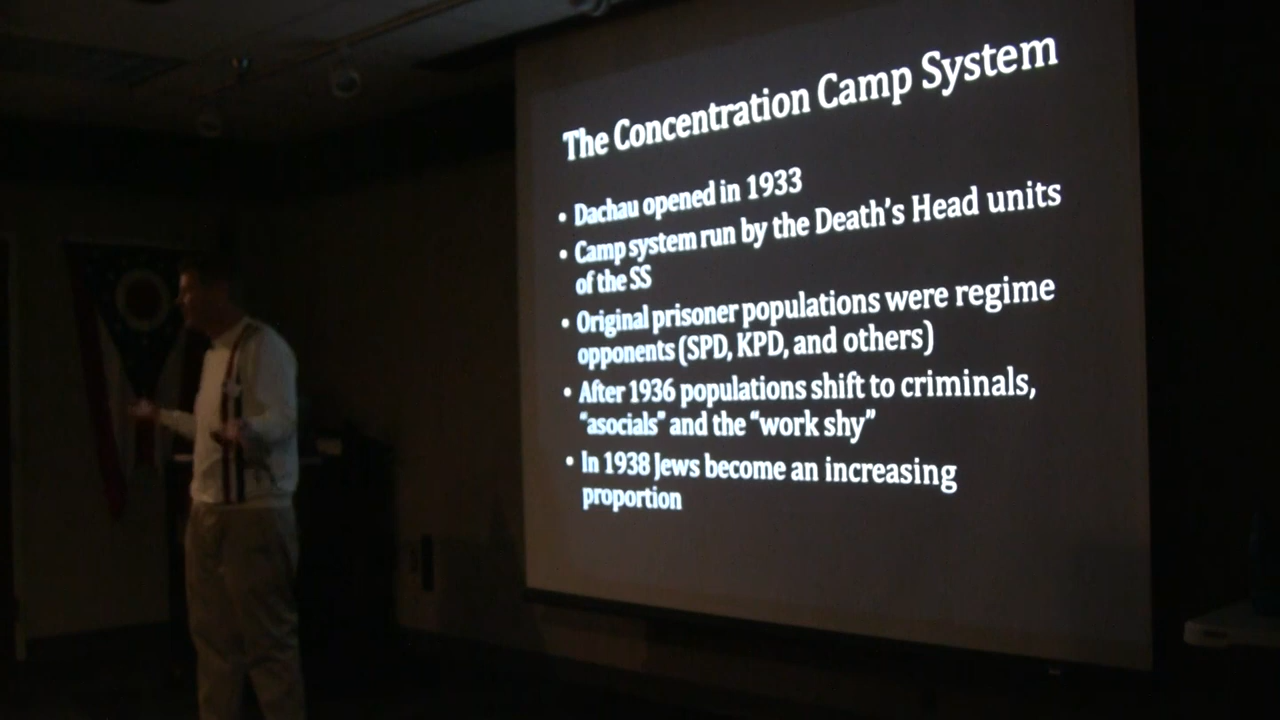 The Concentration Camp System
• Dachau opened in 1933
• Camp system run by the Death's Head units
of the SS
• Original prisoner populations were regime
opponents (SPD, KPD, and others)
• After 1936 populations shift to criminals,
"asocials" and the "work shy"
• In 1938 Jews become an increasing
proportion